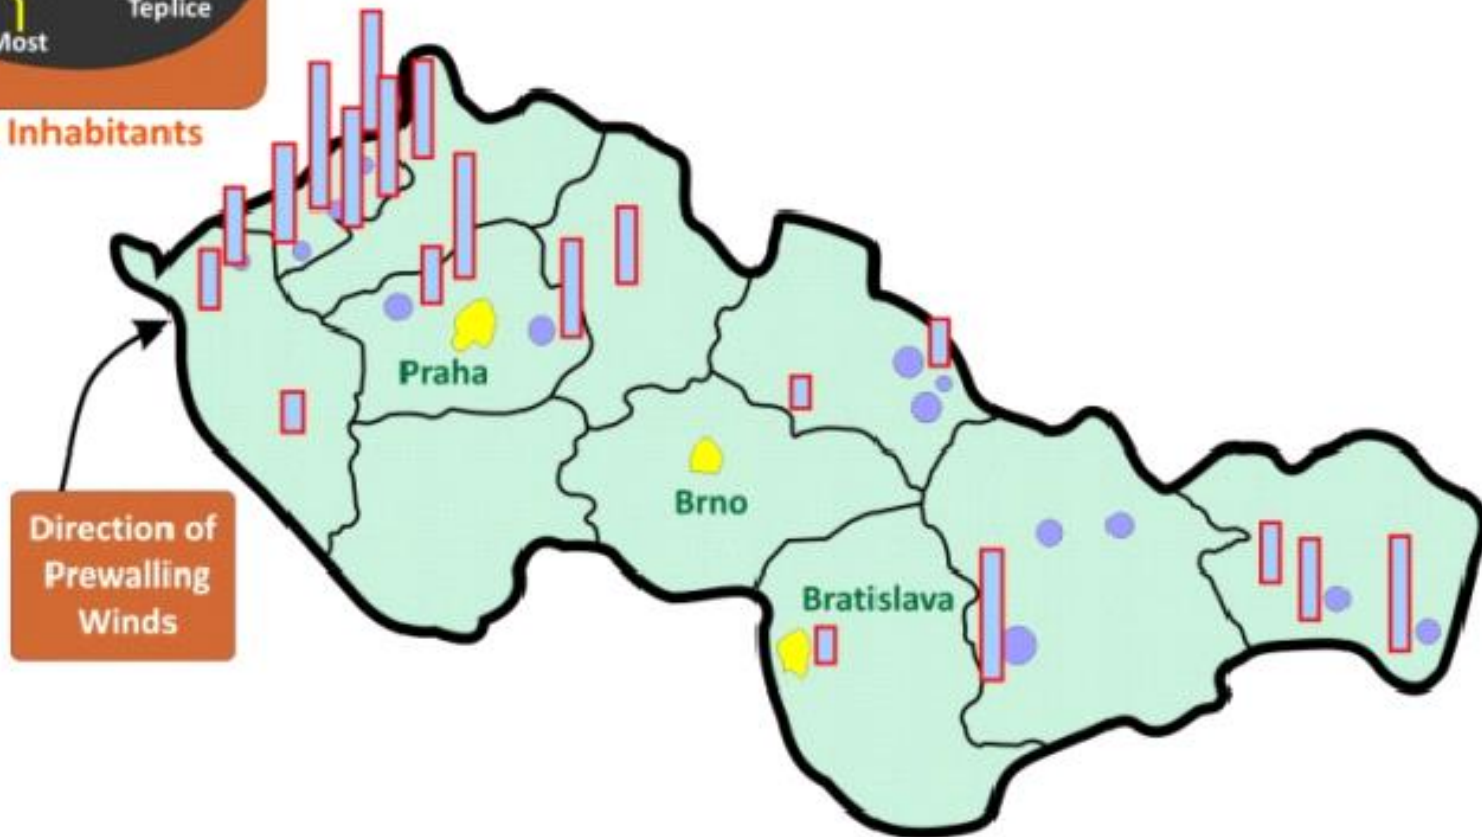 Teplice
Most
Inhabitants
Praha
Brno
Bratislava
Direction of
Prewalling
Winds